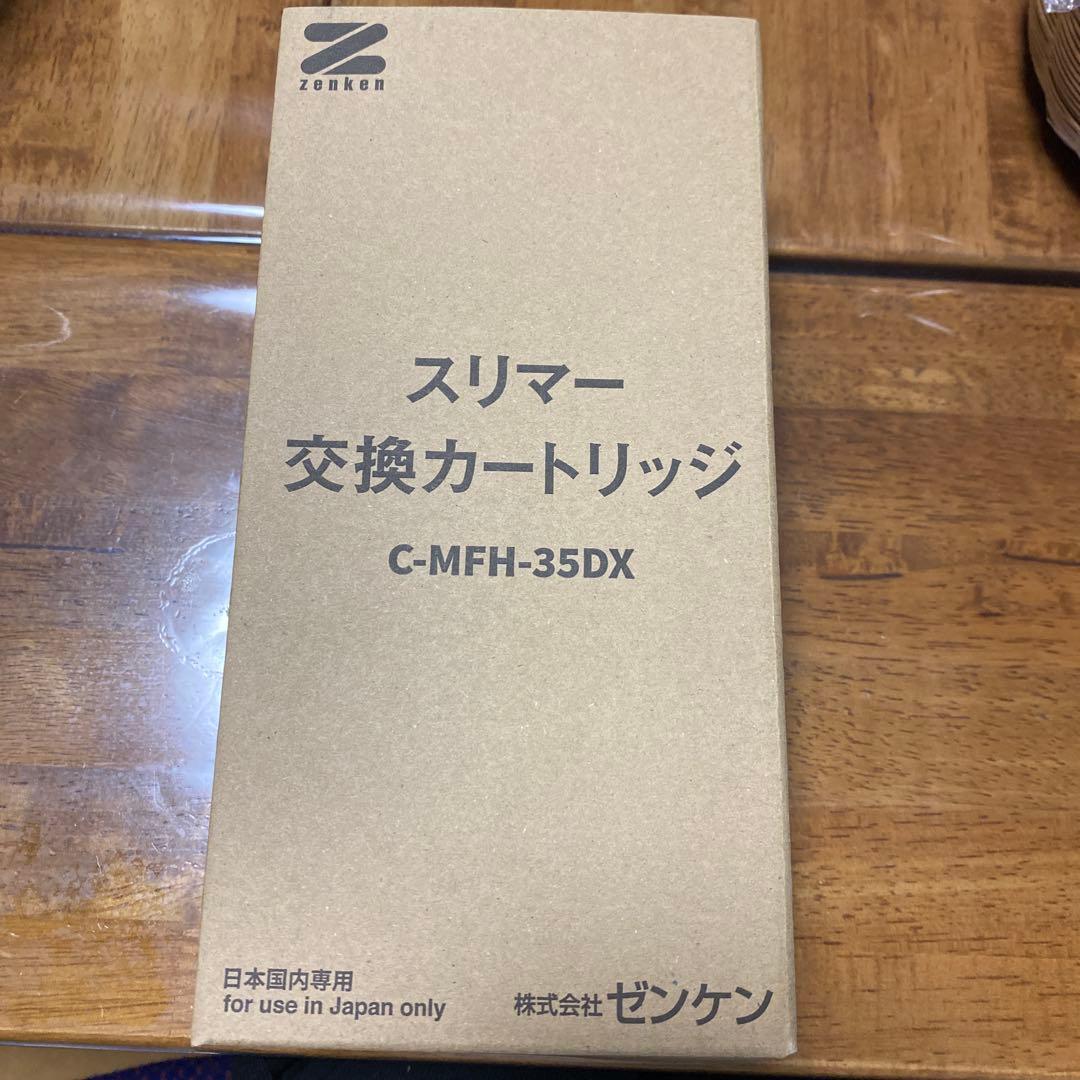 zenken
スリマー
交換カートリッジ
C-MFH-35DX
日本国内専用
for use in Japan only
株式会社 ゼンケン